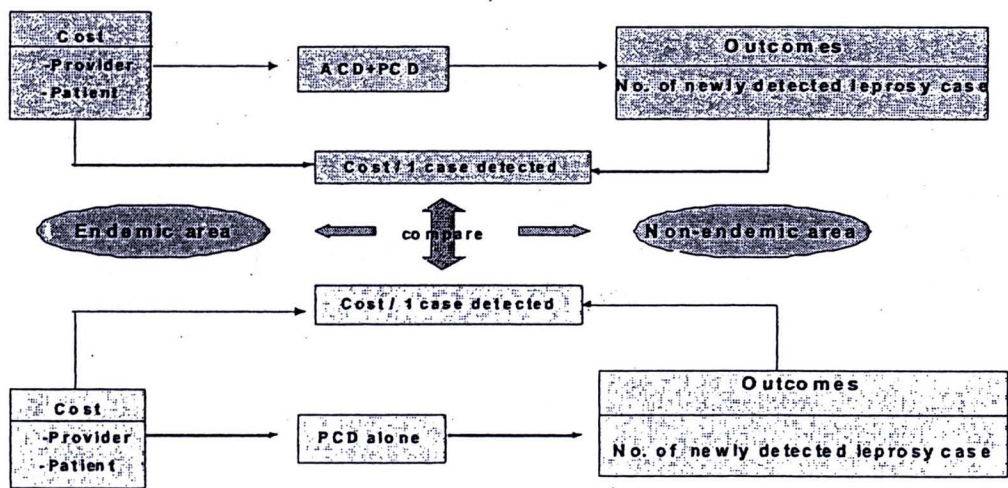 Cost
-Provider
-Patient
ACD+PCD
Outcomes
No. of newly detected leprosy case
Cost / 1 case detected
Endemic area
compare
Non-endemic area
Cost / 1 case detected
Cost
-Provider
-Patient
PCD alone
Outcomes
No. of newly detected leprosy case